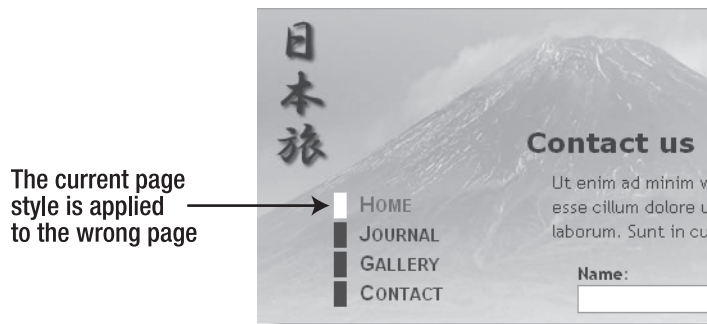 日
本
旅
Contact us
The current page
style is applied
to the wrong page
Ut enim ad minim
esse cillum dolore
laborum. Sunt in
HOME
JOURNAL
GALLERY
CONTACT
Name: